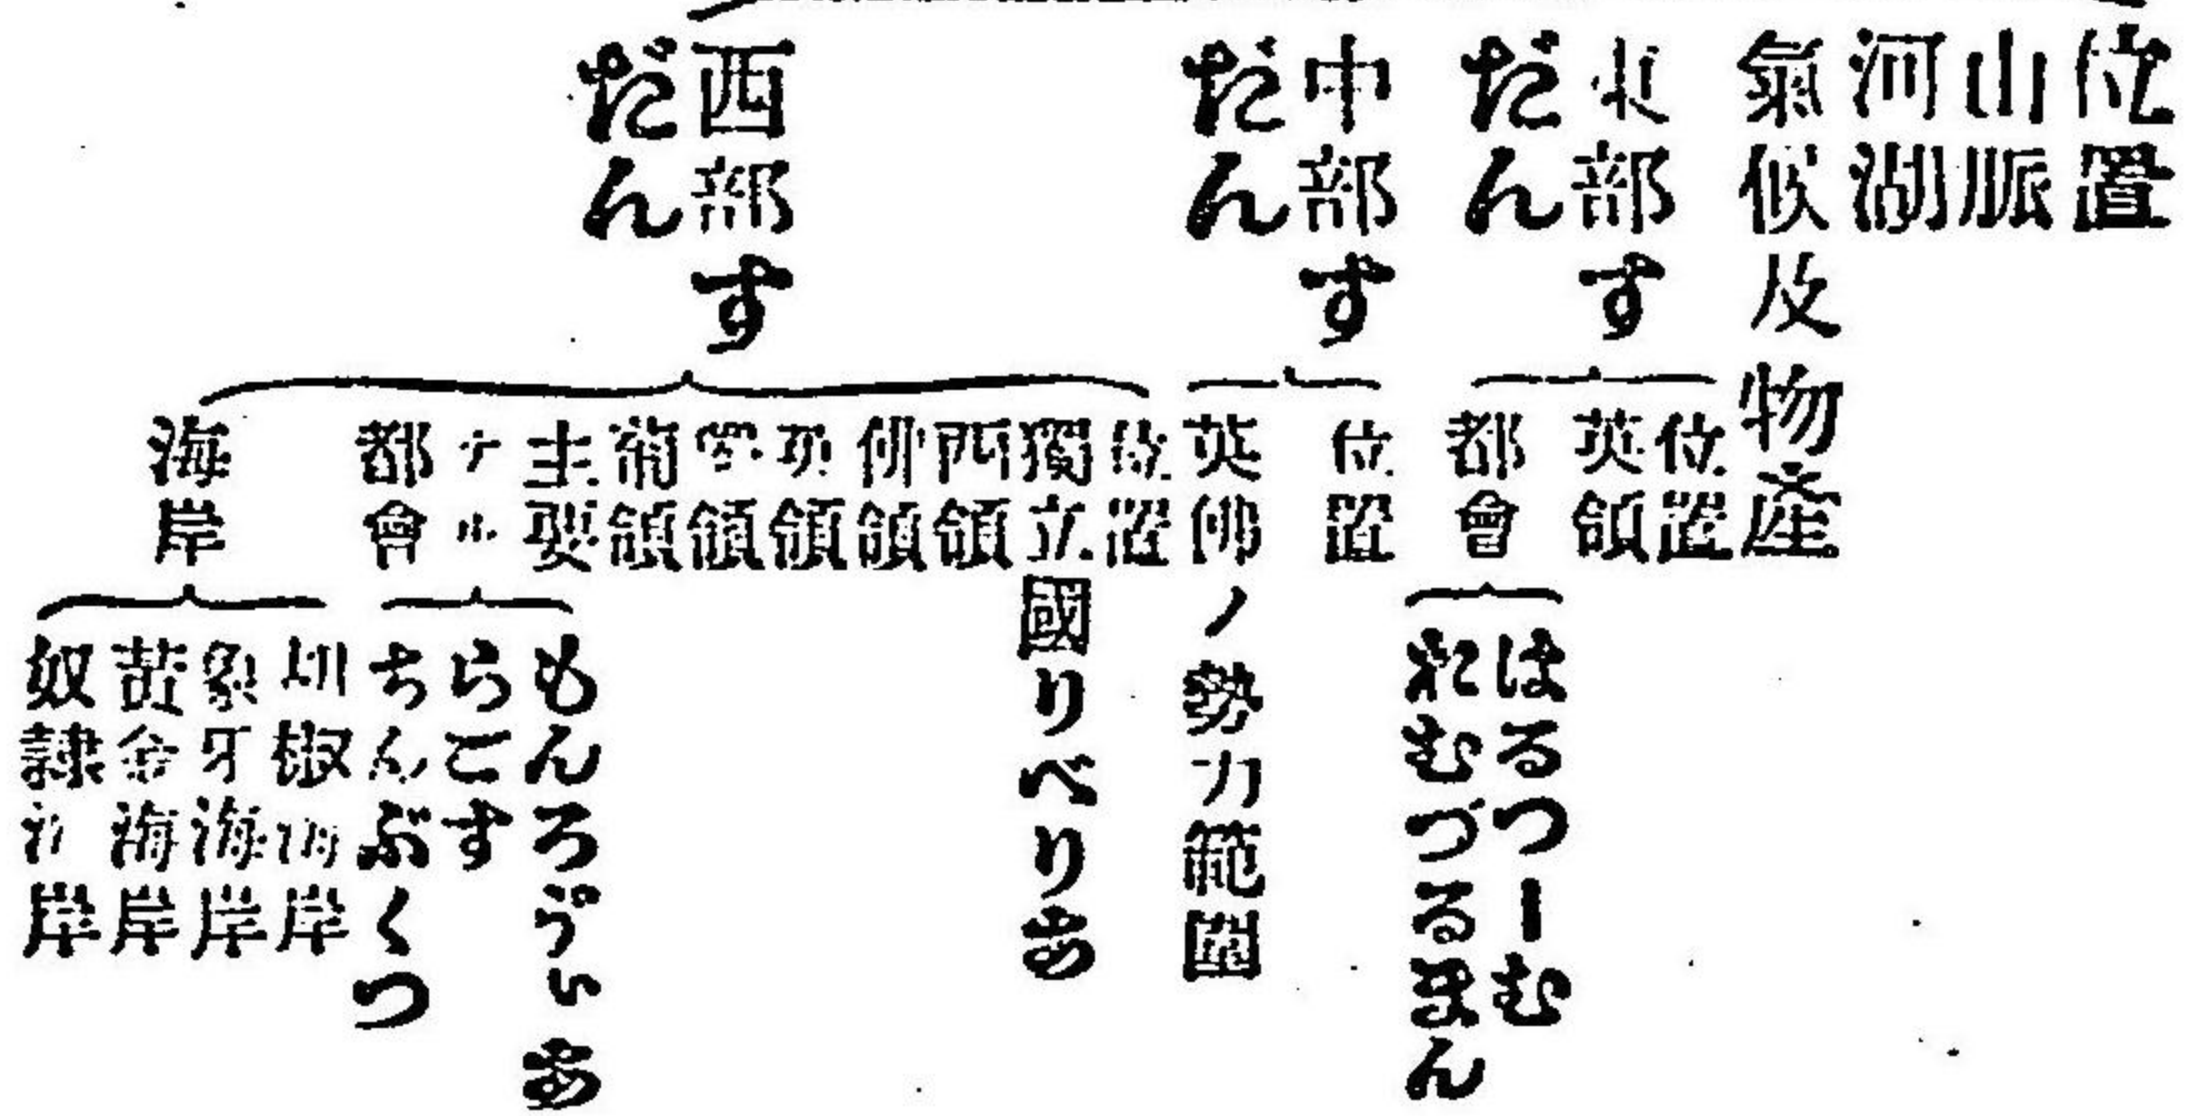 位置
山脈
河湖
氣候及物產
東部す
だん
位置
英領
都會
はるつーむ
おむづるまん
中部す
だん
位置
英佛ノ勢力範圍
西部す
だん
位置
獨立國りべりあ
西領
佛領
英領
獨領
葡領
主要
ナル
都會
もんろゔぃあ
らごす
ちんぶくつ
海岸
胡椒海岸
象牙海岸
黃金海岸
奴隷海岸